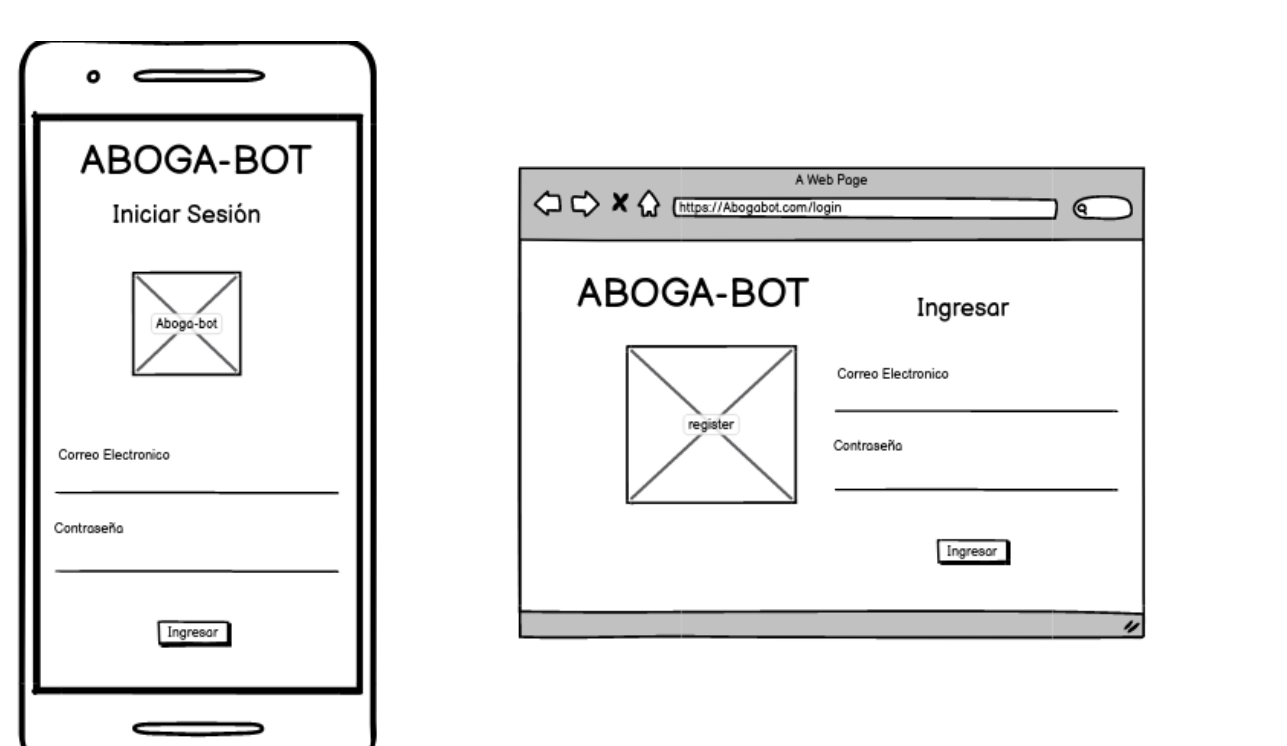 ABOGA-BOT
Iniciar Sesión
Aboga-bot
Correo Electronico
Contraseña
Ingresar
A Web Page
https://Abogabot.com/login
ABOGA-BOT
Ingresar
register
Correo Electronico
Contraseña
Ingresar